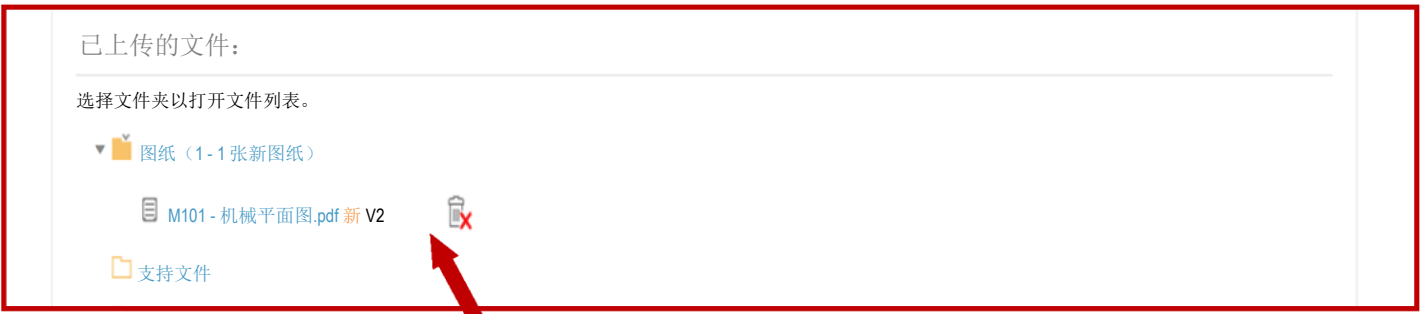 已上传的文件：
选择文件夹以打开文件列表。
图纸（1 - 1 张新图纸）
M101 - 机械平面图.pdf 新 V2
支持文件